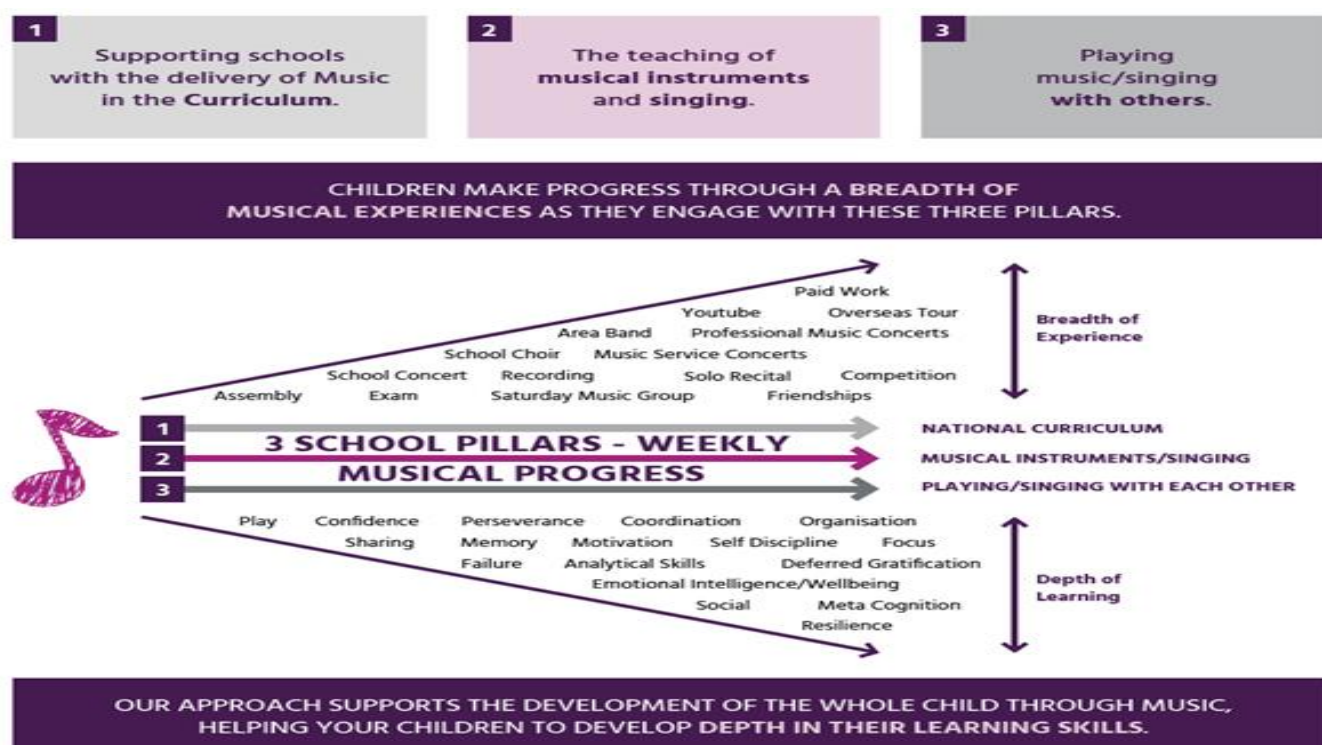 1
Supporting schools
with the delivery of Music
in the Curriculum.
2
The teaching of
musical instruments
and singing.
3
Playing
music/singing
with others.
CHILDREN MAKE PROGRESS THROUGH A BREADTH OF
MUSICAL EXPERIENCES AS THEY ENGAGE WITH THESE THREE PILLARS.
Paid Work
Youtube Overseas Tour
Area Band Professional Music Concerts
School Choir Music Service Concerts
School Concert Recording Solo Recital Competition
Assembly Exam Saturday Music Group Friendships
Breadth of
Experience
1
2
3
3 SCHOOL PILLARS - WEEKLY
MUSICAL PROGRESS
NATIONAL CURRICULUM
MUSICAL INSTRUMENTS/SINGING
PLAYING/SINGING WITH EACH OTHER
Play Confidence Perseverance Coordination Organisation
Sharing Memory Motivation Self Discipline Focus
Failure Analytical Skills Deferred Gratification
Emotional Intelligence/Wellbeing
Social Meta Cognition
Resilience
Depth of
Learning
OUR APPROACH SUPPORTS THE DEVELOPMENT OF THE WHOLE CHILD THROUGH MUSIC,
HELPING YOUR CHILDREN TO DEVELOP DEPTH IN THEIR LEARNING SKILLS.